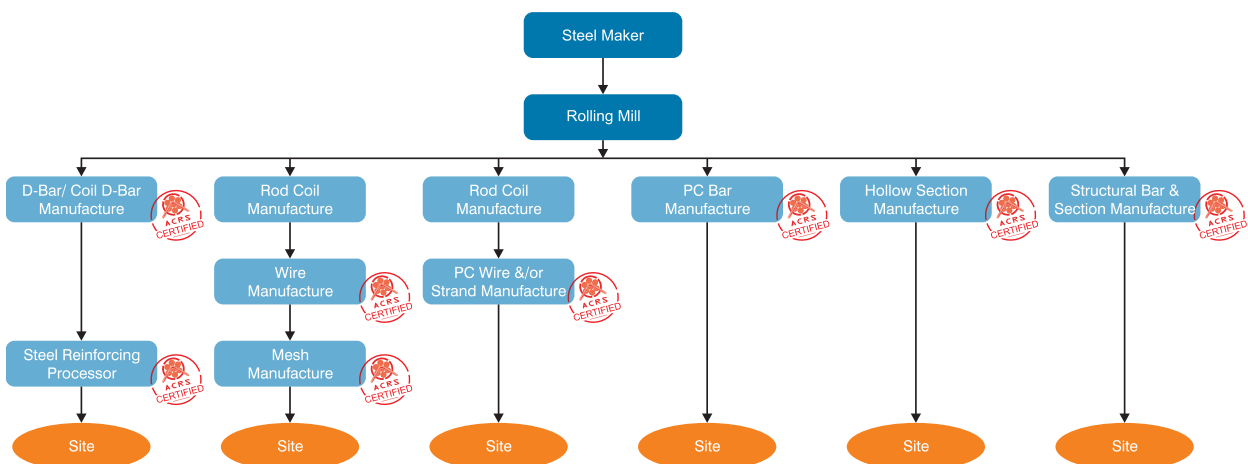 Steel Maker
Rolling Mill
D-Bar/ Coil D-Bar
Manufacture
ACRS
CERTIFIED
Rod Coil
Manufacture
Rod Coil
Manufacture
PC Bar
Manufacture
ACRS
CERTIFIED
Hollow Section
Manufacture
ACRS
CERTIFIED
Structural Bar &
Section Manufacture
ACRS
CERTIFIED
Wire
Manufacture
ACRS
CERTIFIED
PC Wire &/or
Strand Manufacture
ACRS
CERTIFIED
Steel Reinforcing
Processor
ACRS
CERTIFIED
Mesh
Manufacture
ACRS
CERTIFIED
Site
Site
Site
Site
Site
Site